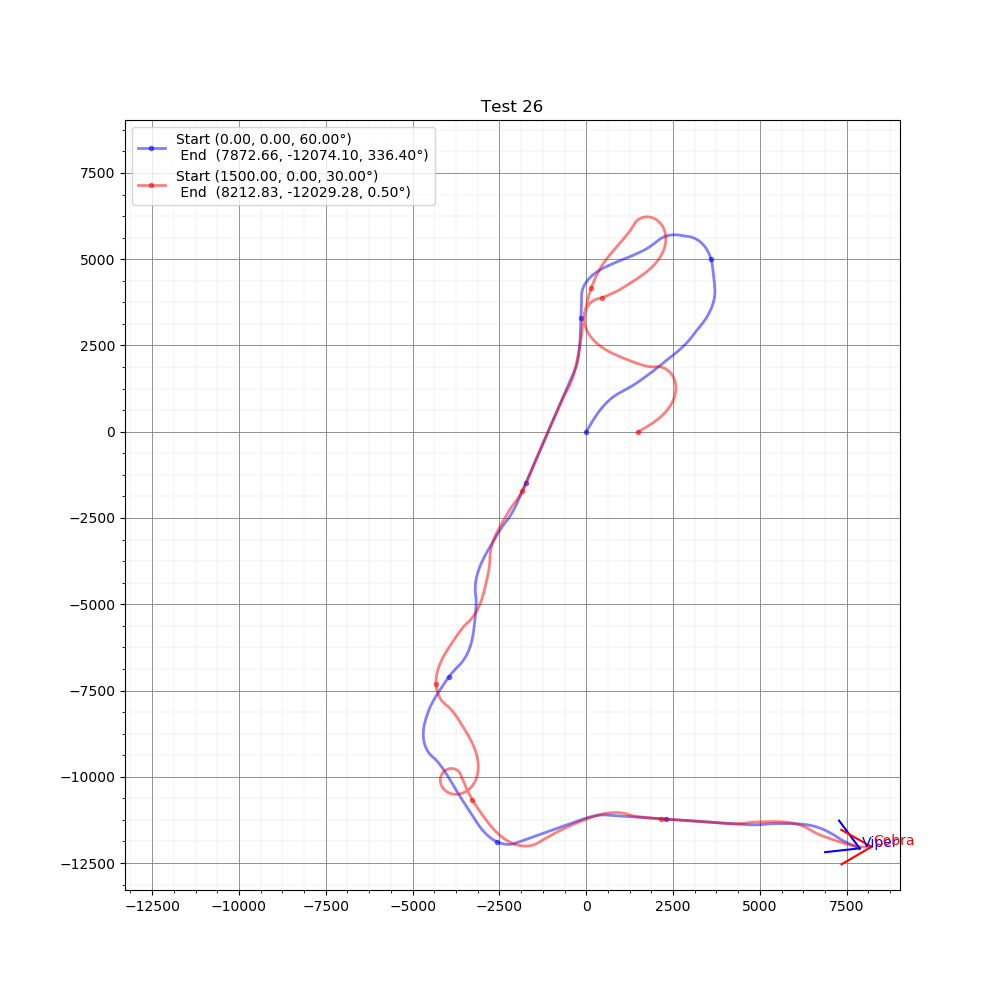 Test 26
Start (0.00, 0.00, 60.00°)
End  (7872.66, -12074.10, 336.40°)
Start (1500.00, 0.00, 30.00°)
End  (8212.83, -12029.28, 0.50°)
7500
5000
2500
0
−2500
−5000
−7500
−10000
−12500
Viper
Cobra
−12500 −10000 −7500 −5000 −2500 0 2500 5000 7500